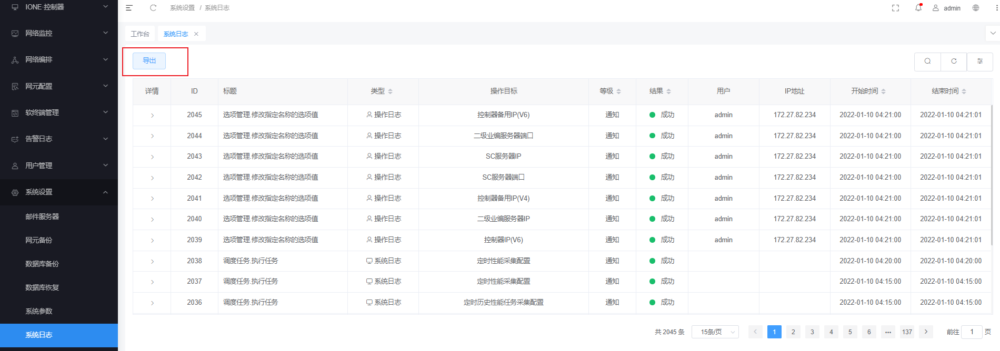 IONE·控制器
网络监控
网络编排
网元配置
软终端管理
告警日志
用户管理
系统设置
邮件服务器
网元备份
数据库备份
数据库恢复
系统参数
系统日志
系统设置 / 系统日志
admin
工作台 系统日志
导出
详情 ID 标题 类型 操作目标 等级 结果 用户 IP地址 开始时间 结束时间
2045 选项管理.修改指定名称的选项值 操作日志 控制器备用IP(V6) 通知 成功 admin 172.27.82.234 2022-01-10 04:21:00 2022-01-10 04:21:01
2044 选项管理.修改指定名称的选项值 操作日志 二级业编服务器端口 通知 成功 admin 172.27.82.234 2022-01-10 04:21:00 2022-01-10 04:21:01
2043 选项管理.修改指定名称的选项值 操作日志 SC服务器IP 通知 成功 admin 172.27.82.234 2022-01-10 04:21:00 2022-01-10 04:21:01
2042 选项管理.修改指定名称的选项值 操作日志 SC服务器端口 通知 成功 admin 172.27.82.234 2022-01-10 04:21:00 2022-01-10 04:21:01
2041 选项管理.修改指定名称的选项值 操作日志 控制器备用IP(V4) 通知 成功 admin 172.27.82.234 2022-01-10 04:21:00 2022-01-10 04:21:01
2040 选项管理.修改指定名称的选项值 操作日志 二级业编服务器IP 通知 成功 admin 172.27.82.234 2022-01-10 04:21:00 2022-01-10 04:21:01
2039 选项管理.修改指定名称的选项值 操作日志 控制器IP(V6) 通知 成功 admin 172.27.82.234 2022-01-10 04:21:00 2022-01-10 04:21:01
2038 调度任务.执行任务 系统日志 定时性能采集配置 通知 成功 2022-01-10 04:20:00 2022-01-10 04:20:00
2037 调度任务.执行任务 系统日志 定时性能采集配置 通知 成功 2022-01-10 04:15:00 2022-01-10 04:15:00
2036 调度任务.执行任务 系统日志 定时历史性能任务采集配置 通知 成功 2022-01-10 04:15:00 2022-01-10 04:15:00
共 2045 条 15条/页 1 2 3 4 5 6 ··· 137 前往 1 页